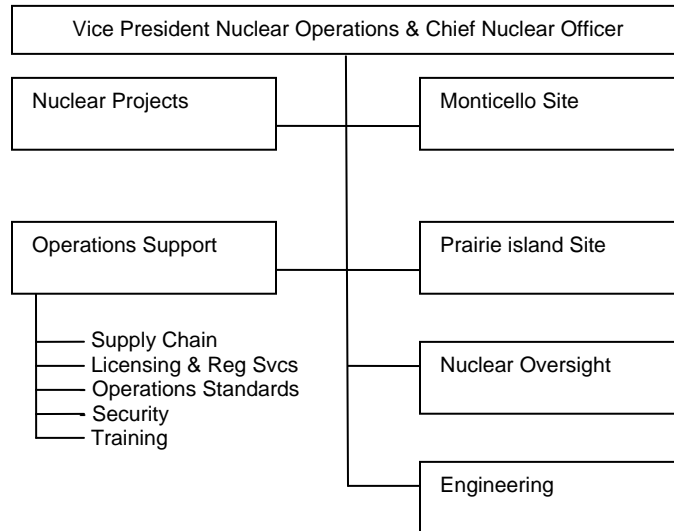 Vice President Nuclear Operations & Chief Nuclear Officer
Nuclear Projects
Monticello Site
Operations Support
Prairie island Site
Supply Chain
Licensing & Reg Svcs
Operations Standards
Security
Training
Nuclear Oversight
Engineering